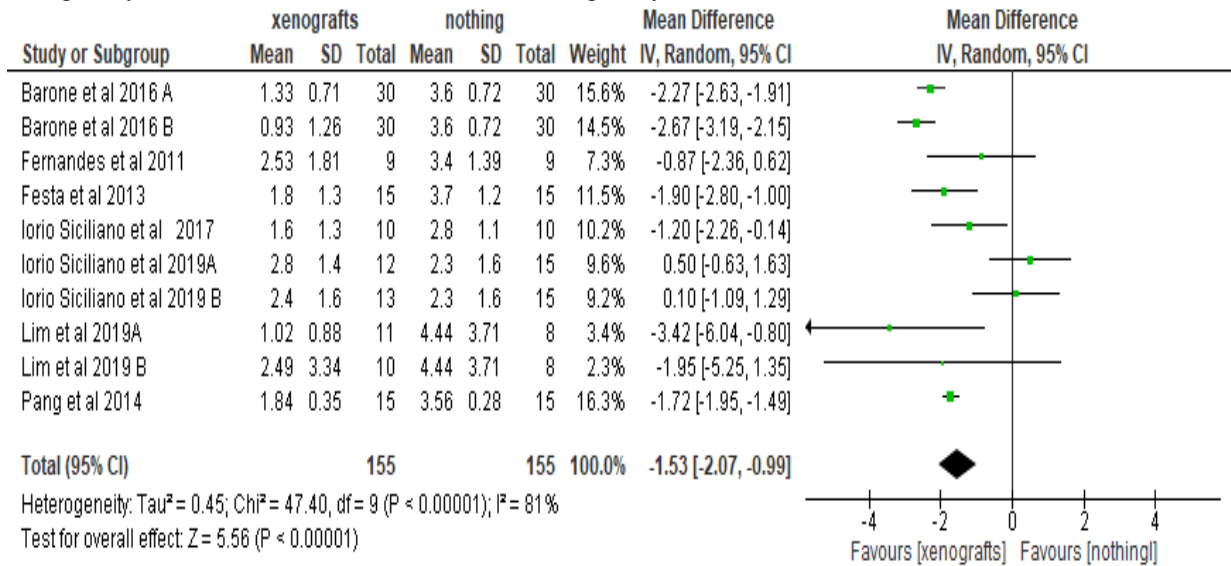 xenografts nothing Mean Difference Mean Difference
Study or Subgroup Mean SD Total Mean SD Total Weight IV, Random, 95% CI IV, Random, 95% CI
Barone et al 2016 A 1.33 0.71 30 3.6 0.72 30 15.6% -2.27 [-2.63, -1.91]
Barone et al 2016 B 0.93 1.26 30 3.6 0.72 30 14.5% -2.67 [-3.19, -2.15]
Fernandes et al 2011 2.53 1.81 9 3.4 1.39 9 7.3% -0.87 [-2.36, 0.62]
Festa et al 2013 1.8 1.3 15 3.7 1.2 15 11.5% -1.90 [-2.80, -1.00]
Iorio Siciliano et al 2017 1.6 1.3 10 2.8 1.1 10 10.2% -1.20 [-2.26, -0.14]
Iorio Siciliano et al 2019A 2.8 1.4 12 2.3 1.6 15 9.6% 0.50 [-0.63, 1.63]
Iorio Siciliano et al 2019 B 2.4 1.6 13 2.3 1.6 15 9.2% 0.10 [-1.09, 1.29]
Lim et al 2019A 1.02 0.88 11 4.44 3.71 8 3.4% -3.42 [-6.04, -0.80]
Lim et al 2019 B 2.49 3.34 10 4.44 3.71 8 2.3% -1.95 [-5.25, 1.35]
Pang et al 2014 1.84 0.35 15 3.56 0.28 15 16.3% -1.72 [-1.95, -1.49]
Total (95% CI) 155 155 100.0% -1.53 [-2.07, -0.99]
Heterogeneity: Tau² = 0.45; Chi² = 47.40, df = 9 (P < 0.00001); I² = 81%
Test for overall effect: Z = 5.56 (P < 0.00001)
-4 -2 0 2 4
Favours [xenografts] Favours [nothingl]